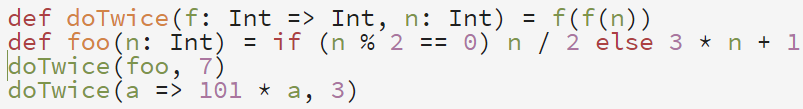 def doTwice(f: Int => Int, n: Int) = f(f(n))
def foo(n: Int) = if (n % 2 == 0) n / 2 else 3 * n + 1
doTwice(foo, 7)
doTwice(a => 101 * a, 3)